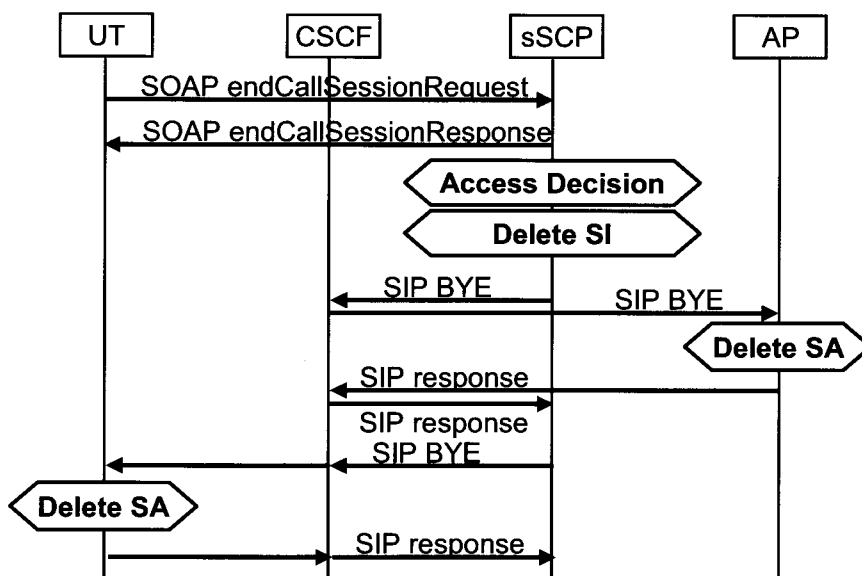 UT CSCF sSCP AP
SOAP endCallSessionRequest
SOAP endCallSessionResponse
Access Decision
Delete SI
SIP BYE
SIP BYE
Delete SA
SIP response
SIP response
SIP BYE
Delete SA
SIP response